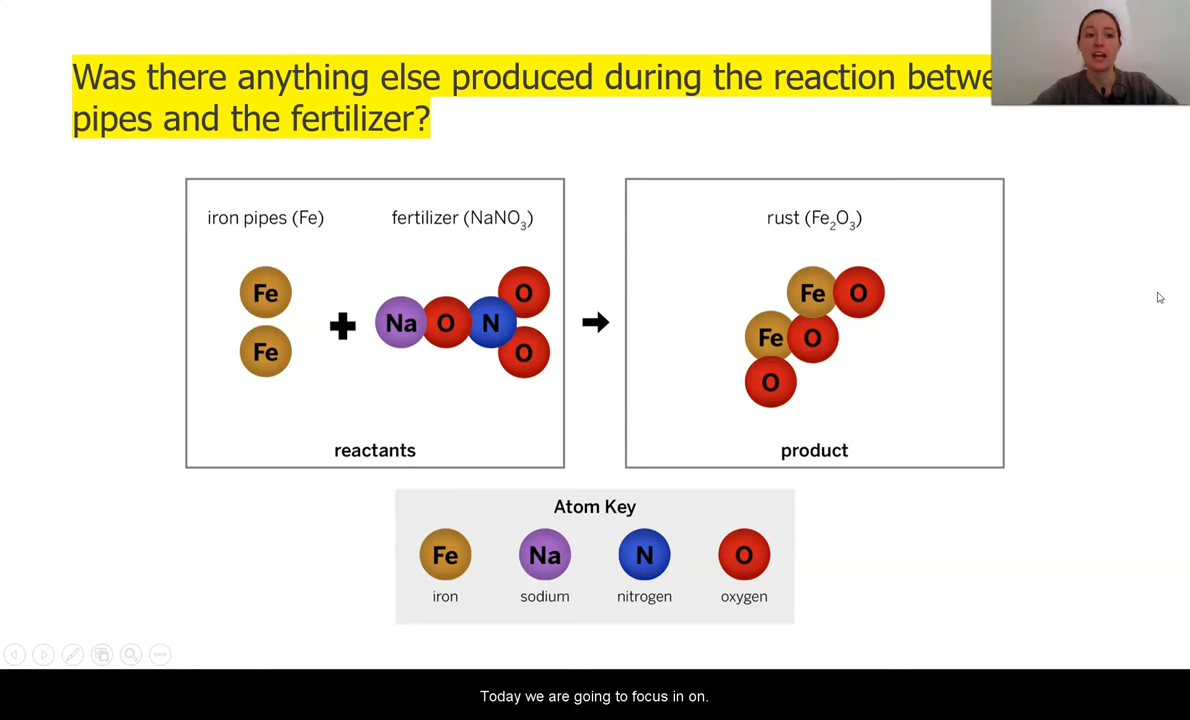 Was there anything else produced during the reaction
pipes and the fertilizer?
iron pipes (Fe)
fertilizer (NaNO₃)
rust (Fe₂O₃)
Fe
Fe
Na
O
N
O
O
Fe
O
Fe
O
O
reactants
product
Atom Key
Fe
Na
N
O
iron
sodium
nitrogen
oxygen
Today we are going to focus in on.